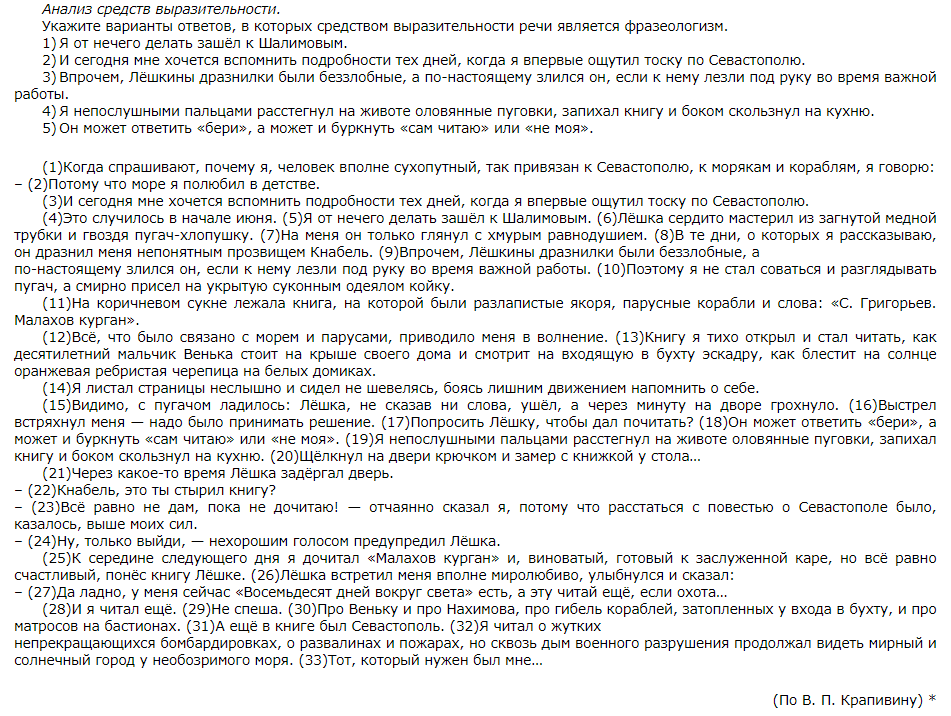 Анализ средств выразительности.
Укажите варианты ответов, в которых средством выразительности речи является фразеологизм.
1) Я от нечего делать зашёл к Шалимовым.
2) И сегодня мне хочется вспомнить подробности тех дней, когда я впервые ощутил тоску по Севастополю.
3) Впрочем, Лёшкины дразнилки были беззлобные, а по-настоящему злился он, если к нему лезли под руку во время важной
работы.
4) Я непослушными пальцами расстегнул на животе оловянные пуговки, запихал книгу и боком скользнул на кухню.
5) Он может ответить «бери», а может и буркнуть «сам читаю» или «не моя».
(1)Когда спрашивают, почему я, человек вполне сухопутный, так привязан к Севастополю, к морякам и кораблям, я говорю:
– (2)Потому что море я полюбил в детстве.
(3)И сегодня мне хочется вспомнить подробности тех дней, когда я впервые ощутил тоску по Севастополю.
(4)Это случилось в начале июня. (5)Я от нечего делать зашёл к Шалимовым. (6)Лёшка сердито мастерил из загнутой медной
трубки и гвоздя пугач-хлопушку. (7)На меня он только глянул с хмурым равнодушием. (8)В те дни, о которых я рассказываю,
он дразнил меня непонятным прозвищем Кнабель. (9)Впрочем, Лёшкины дразнилки были беззлобные, а
по-настоящему злился он, если к нему лезли под руку во время важной работы. (10)Поэтому я не стал соваться и разглядывать
пугач, а смирно присел на укрытую суконным одеялом койку.
(11)На коричневом сукне лежала книга, на которой были разлапистые якоря, парусные корабли и слова: «С. Григорьев.
Малахов курган».
(12)Всё, что было связано с морем и парусами, приводило меня в волнение. (13)Книгу я тихо открыл и стал читать, как
десятилетний мальчик Венька стоит на крыше своего дома и смотрит на входящую в бухту эскадру, как блестит на солнце
оранжевая ребристая черепица на белых домиках.
(14)Я листал страницы неслышно и сидел не шевелясь, боясь лишним движением напомнить о себе.
(15)Видимо, с пугачом ладилось: Лёшка, не сказав ни слова, ушёл, а через минуту на дворе грохнуло. (16)Выстрел
встряхнул меня — надо было принимать решение. (17)Попросить Лёшку, чтобы дал почитать? (18)Он может ответить «бери», а
может и буркнуть «сам читаю» или «не моя». (19)Я непослушными пальцами расстегнул на животе оловянные пуговки, запихал
книгу и боком скользнул на кухню. (20)Щёлкнул на двери крючком и замер с книжкой у стола…
(21)Через какое-то время Лёшка задёргал дверь.
– (22)Кнабель, это ты стырил книгу?
– (23)Всё равно не дам, пока не дочитаю! — отчаянно сказал я, потому что расстаться с повестью о Севастополе было,
казалось, выше моих сил.
– (24)Ну, только выйди, — нехорошим голосом предупредил Лёшка.
(25)К середине следующего дня я дочитал «Малахов курган» и, виноватый, готовый к заслуженной каре, но всё равно
счастливый, понёс книгу Лёшке. (26)Лёшка встретил меня вполне миролюбиво, улыбнулся и сказал:
– (27)Да ладно, у меня сейчас «Восемьдесят дней вокруг света» есть, а эту читай ещё, если охота…
(28)И я читал ещё. (29)Не спеша. (30)Про Веньку и про Нахимова, про гибель кораблей, затопленных у входа в бухту, и про
матросов на бастионах. (31)А ещё в книге был Севастополь. (32)Я читал о жутких
непрекращающихся бомбардировках, о развалинах и пожарах, но сквозь дым военного разрушения продолжал видеть мирный и
солнечный город у необозримого моря. (33)Тот, который нужен был мне…
(По В. П. Крапивину) *